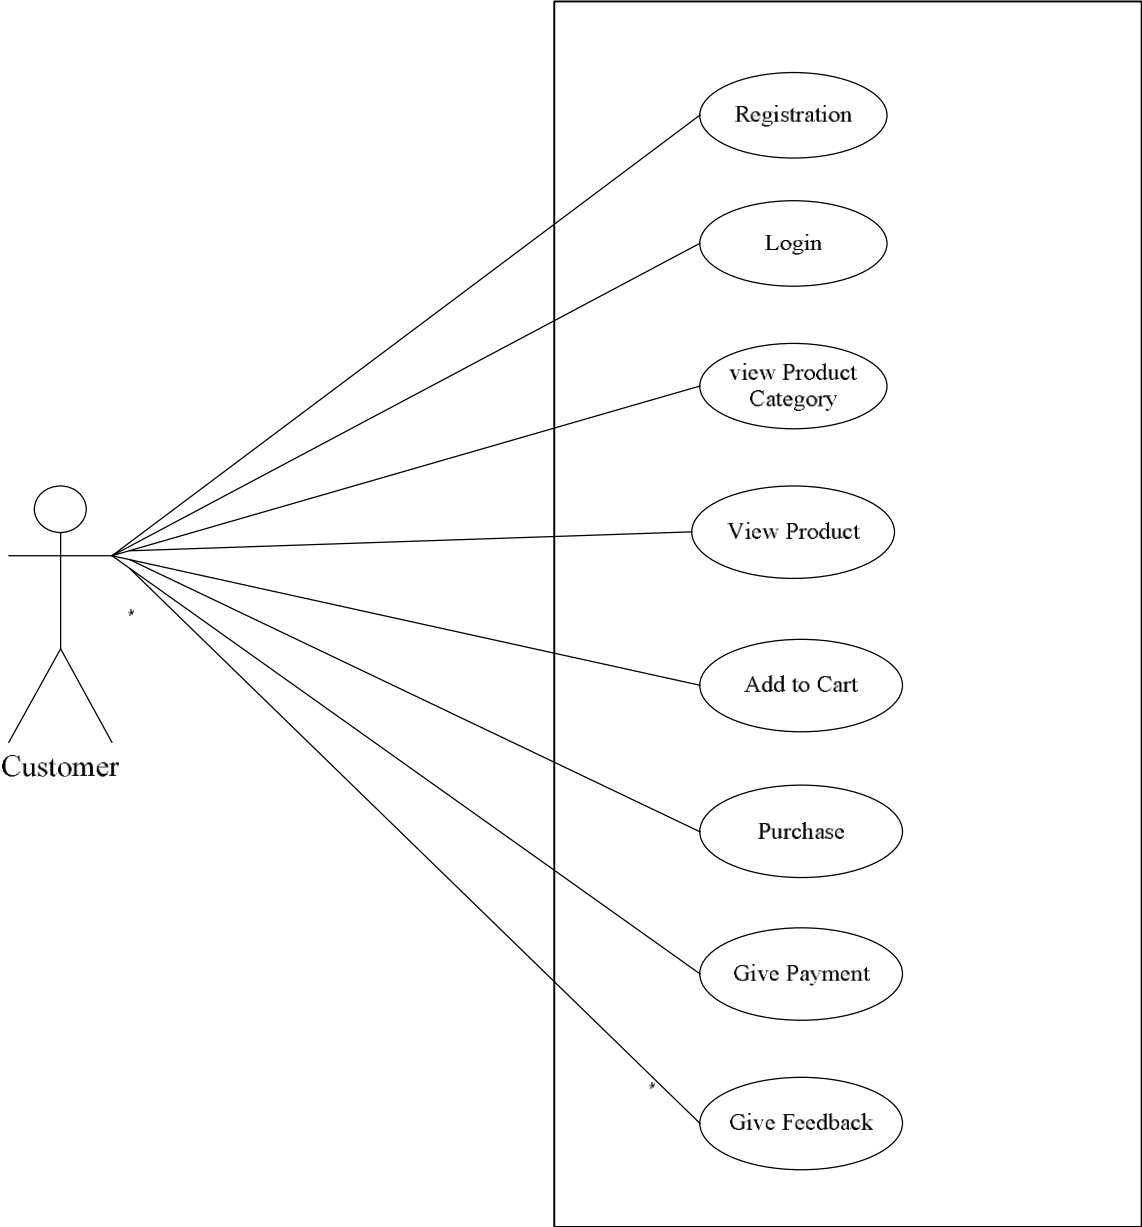 Registration
Login
view Product
Category
View Product
*
Add to Cart
Customer
Purchase
Give Payment
*
Give Feedback